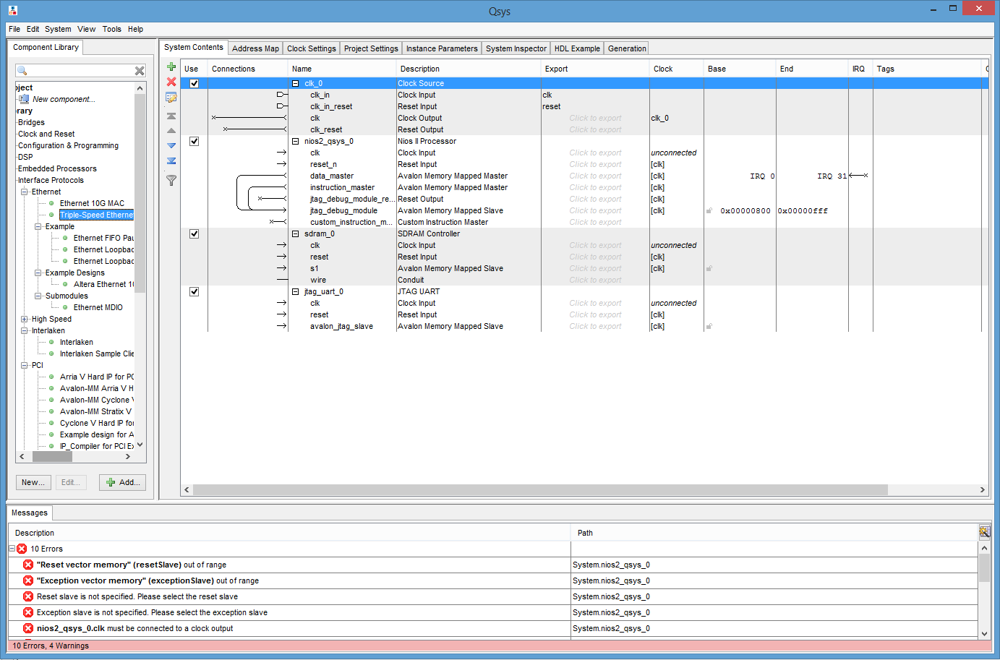 Qsys
File Edit System View Tools Help
Component Library
oject
New component...
rary
Bridges
Clock and Reset
Configuration & Programming
DSP
Embedded Processors
Interface Protocols
Ethernet
Ethernet 10G MAC
Triple-Speed Ethernet
Example
Ethernet FIFO Pau
Ethernet Loopbac
Ethernet Loopbac
Example Designs
Altera Ethernet 10
Submodules
Ethernet MDIO
High Speed
Interlaken
Interlaken
Interlaken Sample Clie
PCI
Arria V Hard IP for PC
Avalon-MM Arria V H
Avalon-MM Cyclone V
Avalon-MM Stratix V
Cyclone V Hard IP for
Example design for A
IP_Compiler for PCI Ex
New... Edit... Add...
System Contents Address Map Clock Settings Project Settings Instance Parameters System Inspector HDL Example Generation
Use Connections Name Description Export Clock Base End IRQ Tags
clk_0 Clock Source
clk_in Clock Input clk
clk_in_reset Reset Input reset
clk Clock Output Click to export clk_0
clk_reset Reset Output Click to export
nios2_qsys_0 Nios II Processor
clk Clock Input Click to export unconnected
reset_n Reset Input Click to export [clk]
data_master Avalon Memory Mapped Master Click to export [clk] IRQ 0 IRQ 31
instruction_master Avalon Memory Mapped Master Click to export [clk]
jtag_debug_module_re... Reset Output Click to export [clk]
jtag_debug_module Avalon Memory Mapped Slave Click to export [clk] 0x00000800 0x00000fff
custom_instruction_m... Custom Instruction Master Click to export
sdram_0 SDRAM Controller
clk Clock Input Click to export unconnected
reset Reset Input Click to export [clk]
s1 Avalon Memory Mapped Slave Click to export [clk]
wire Conduit Click to export
jtag_uart_0 JTAG UART
clk Clock Input Click to export unconnected
reset Reset Input Click to export [clk]
avalon_jtag_slave Avalon Memory Mapped Slave Click to export [clk]
Messages
Description Path
10 Errors
"Reset vector memory" (resetSlave) out of range System.nios2_qsys_0
"Exception vector memory" (exceptionSlave) out of range System.nios2_qsys_0
Reset slave is not specified. Please select the reset slave System.nios2_qsys_0
Exception slave is not specified. Please select the exception slave System.nios2_qsys_0
nios2_qsys_0.clk must be connected to a clock output System.nios2_qsys_0
10 Errors, 4 Warnings